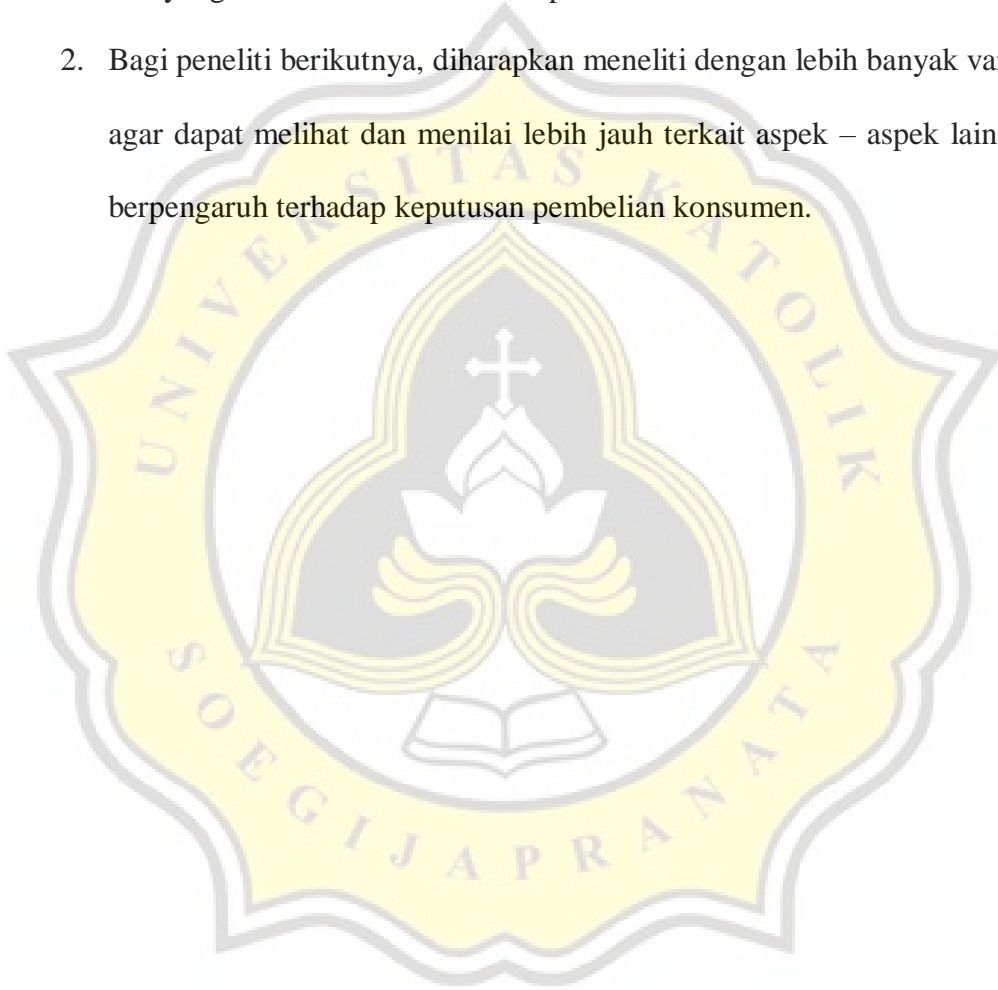 2. Bagi peneliti berikutnya, diharapkan meneliti dengan lebih banyak
agar dapat melihat dan menilai lebih jauh terkait aspek – aspek lain
berpengaruh terhadap keputusan pembelian konsumen.
UNIVERSITAS KATOLIK
SOEGIJAPRANATA